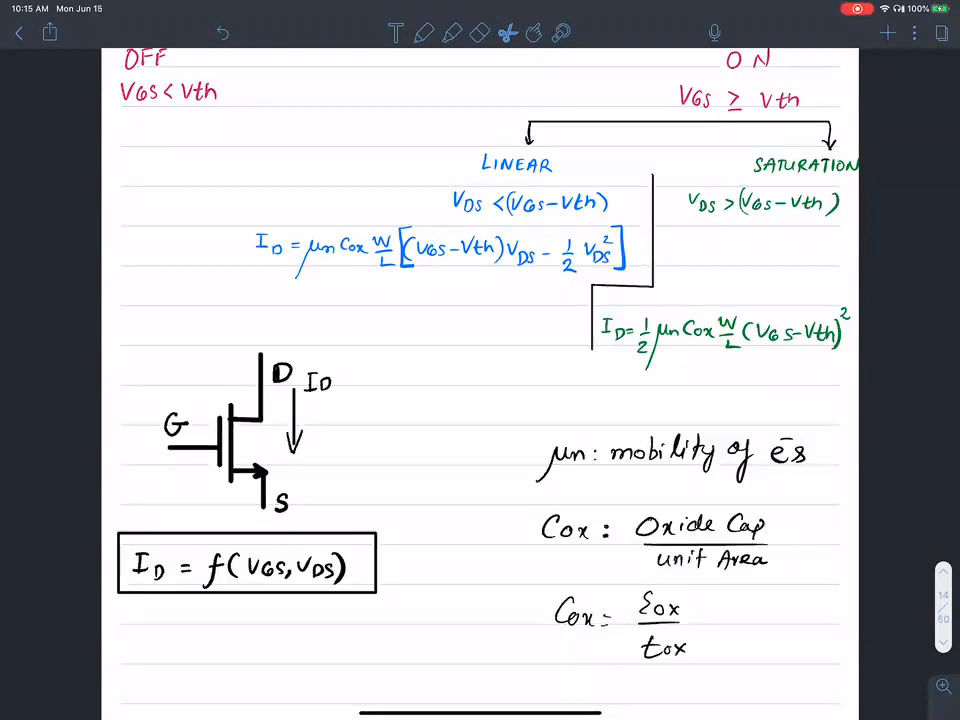 10:15 AM Mon Jun 15
100%
OFF
ON
VGS < Vth
VGS ≥ Vth
LINEAR
SATURATION
VDS < (VGS - Vth)
VDS > (VGS - Vth)
ID = μn Cox W/L [(VGS - Vth) VDS - 1/2 VDS²]
ID = 1/2 μn Cox W/L (VGS - Vth)²
D
ID
G
S
μn : mobility of ēs
Cox : Oxide Cap
unit Area
ID = f(VGS, VDS)
Cox = εox
tox
14
/
50